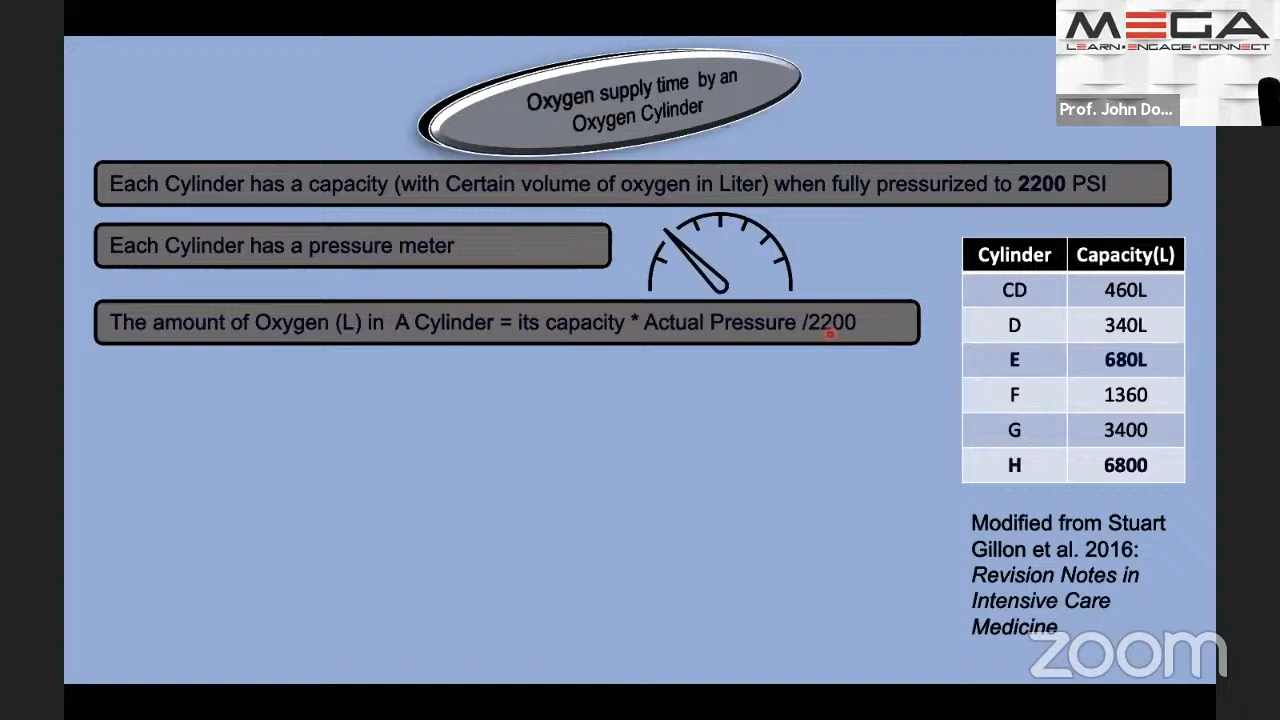 MEGA
LEARN•ENGAGE•CONNECT
Prof. John Do...
Oxygen supply time by an
Oxygen Cylinder
Each Cylinder has a capacity (with Certain volume of oxygen in Liter) when fully pressurized to 2200 PSI
Each Cylinder has a pressure meter
The amount of Oxygen (L) in A Cylinder = its capacity * Actual Pressure /2200
Cylinder Capacity(L)
CD 460L
D 340L
E 680L
F 1360
G 3400
H 6800
Modified from Stuart
Gillon et al. 2016:
Revision Notes in
Intensive Care
Medicine
zoom